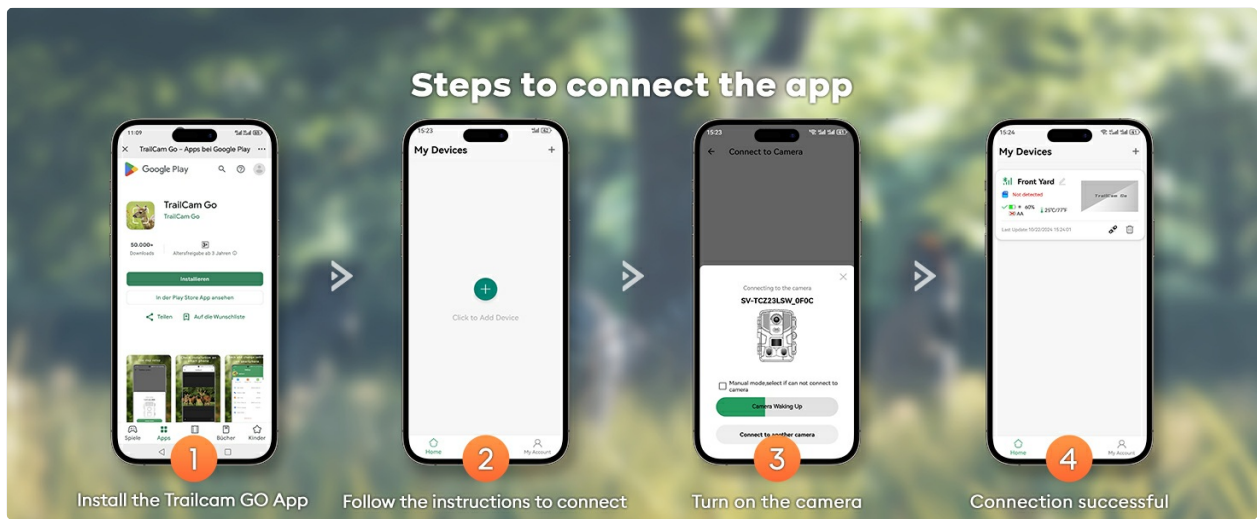 Steps to connect the app
11:09
TrailCam Go - Apps bei Google Play
Google Play
TrailCam Go
TrailCam Go
50.000+
Downloads
Altersfreigabe ab 3 Jahren
Installieren
In der Play Store App ansehen
Teilen
Auf die Wunschliste
Spiele
Apps
Bücher
Kinder
1
Install the Trailcam GO App
15:23
My Devices
+
Click to Add Device
Home
My Account
2
Follow the instructions to connect
15:23
Connect to Camera
Connecting to the camera
SV-TCZ23LSW_0F0C
Manual mode,select if can not connect to
camera
Camera Waking Up
Connect to another camera
3
Turn on the camera
15:24
My Devices
+
Front Yard
Not detected
60%
AA
25°C/77°F
TrailCam Go
Last Update 10/02/2024 15:24:01
Home
My Account
4
Connection successful